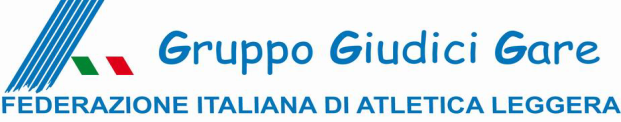 Gruppo Giudici Gare
FEDERAZIONE ITALIANA DI ATLETICA LEGGERA